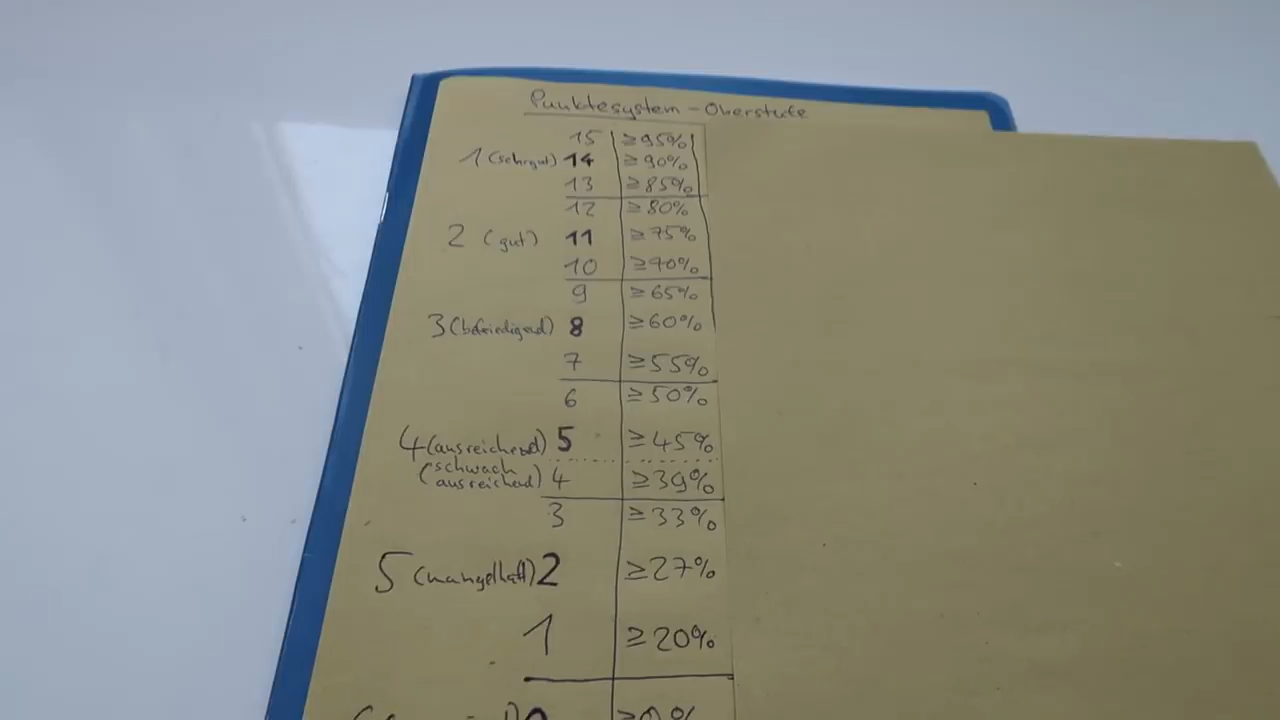 Punktesystem - Oberstufe
15 ≥95%
1 (sehr gut) 14 ≥90%
13 ≥85%
12 ≥80%
2 (gut) 11 ≥75%
10 ≥70%
9 ≥65%
3 (befriedigend) 8 ≥60%
7 ≥55%
6 ≥50%
4 (ausreichend) 5 ≥45%
(schwach
ausreichend) 4 ≥39%
3 ≥33%
5 (mangelhaft) 2 ≥27%
1 ≥20%
0 ≥0%